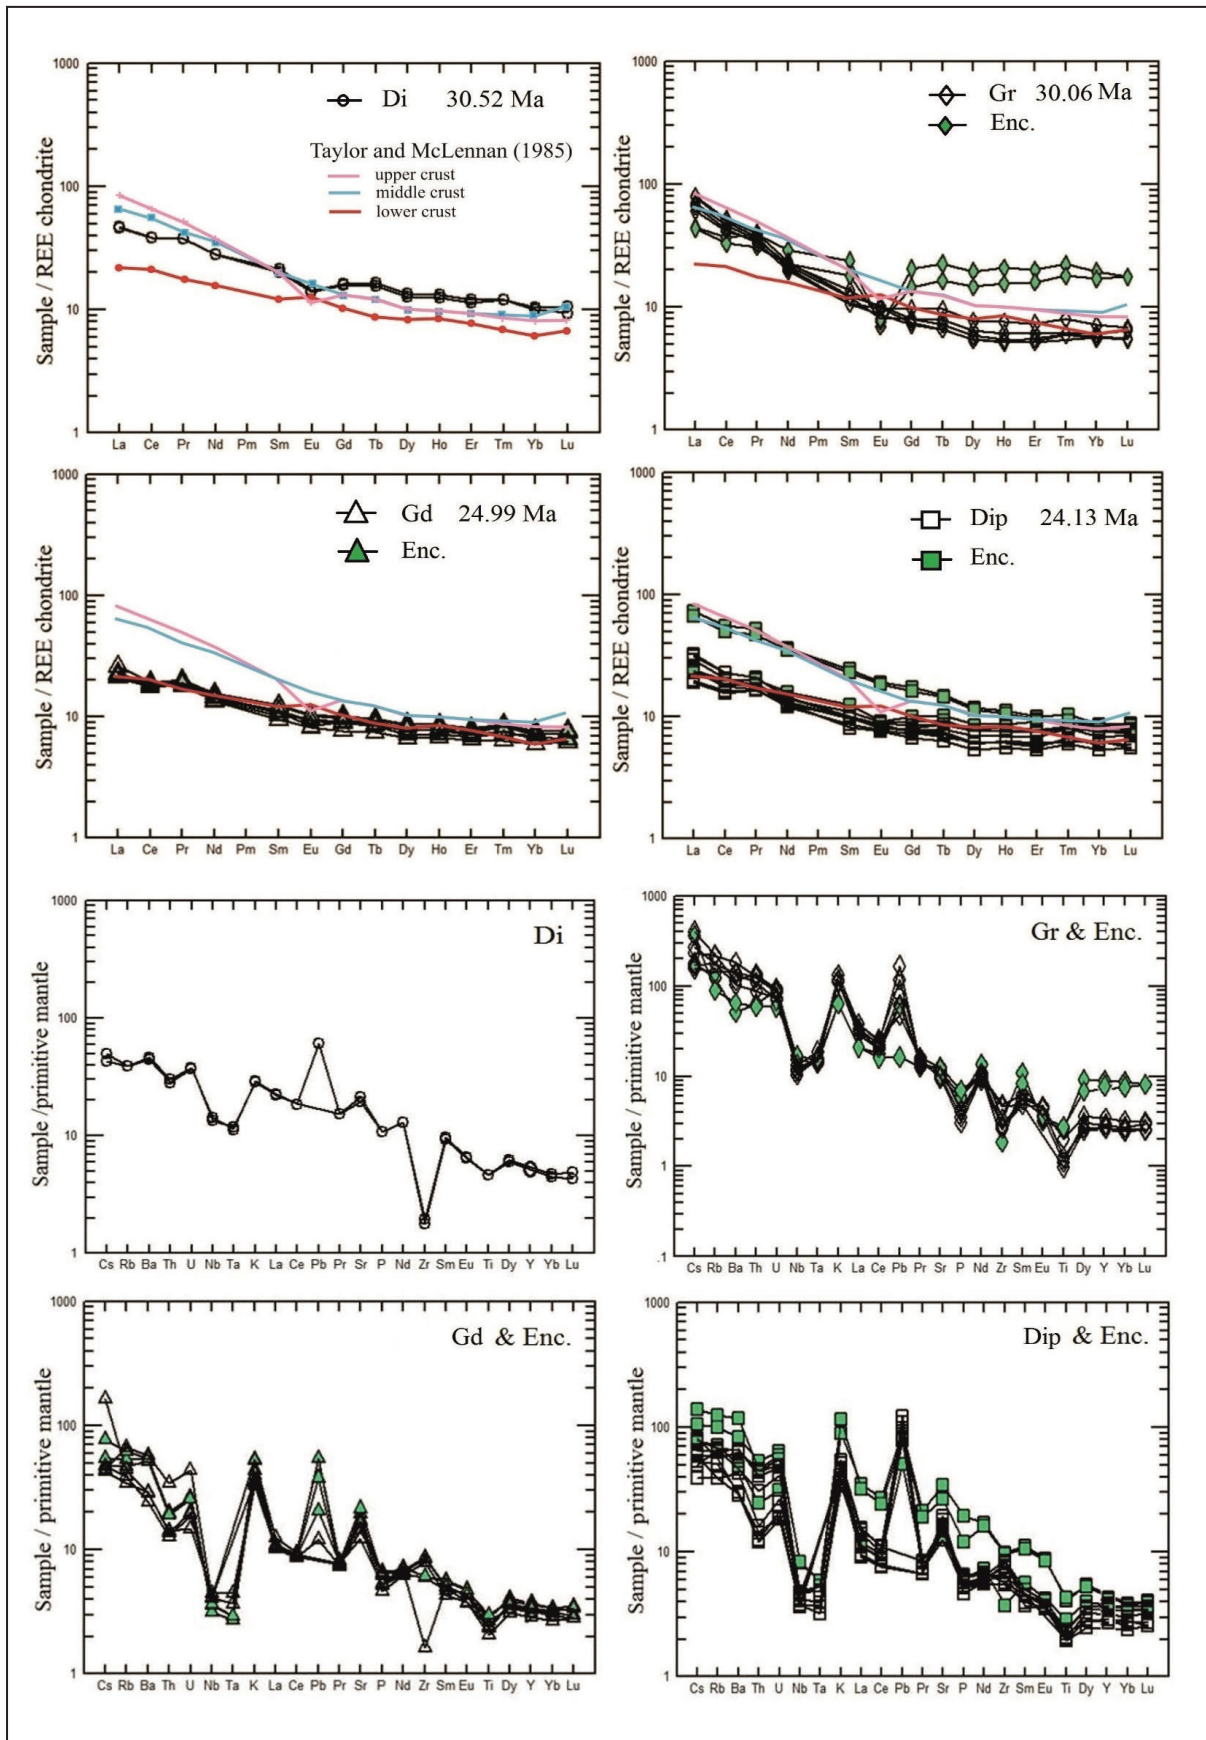 1000
100
10
1
Sample / REE chondrite
Di 30.52 Ma
Taylor and McLennan (1985)
upper crust
middle crust
lower crust
La Ce Pr Nd Pm Sm Eu Gd Tb Dy Ho Er Tm Yb Lu
1000
100
10
1
Sample / REE chondrite
Gr 30.06 Ma
Enc.
La Ce Pr Nd Pm Sm Eu Gd Tb Dy Ho Er Tm Yb Lu
1000
100
10
1
Sample / REE chondrite
Gd 24.99 Ma
Enc.
La Ce Pr Nd Pm Sm Eu Gd Tb Dy Ho Er Tm Yb Lu
1000
100
10
1
Sample / REE chondrite
Dip 24.13 Ma
Enc.
La Ce Pr Nd Pm Sm Eu Gd Tb Dy Ho Er Tm Yb Lu
1000
100
10
1
Sample /primitive mantle
Di
Cs Rb Ba Th U Nb Ta K La Ce Pb Pr Sr P Nd Zr Sm Eu Ti Dy Y Yb Lu
1000
100
10
1
.1
Sample / primitive mantle
Gr & Enc.
Cs Rb Ba Th U Nb Ta K La Ce Pb Pr Sr P Nd Zr Sm Eu Ti Dy Y Yb Lu
1000
100
10
1
Sample / primitive mantle
Gd & Enc.
Cs Rb Ba Th U Nb Ta K La Ce Pb Pr Sr P Nd Zr Sm Eu Ti Dy Y Yb Lu
1000
100
10
1
Sample / primitive mantle
Dip & Enc.
Cs Rb Ba Th U Nb Ta K La Ce Pb Pr Sr P Nd Zr Sm Eu Ti Dy Y Yb Lu